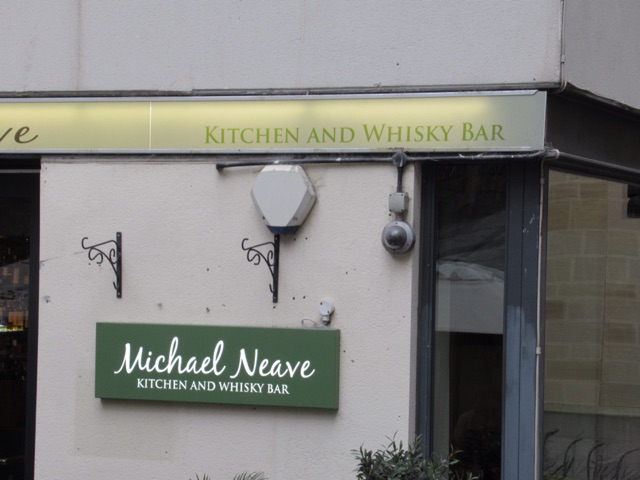 ve KITCHEN AND WHISKY BAR
Michael Neave
KITCHEN AND WHISKY BAR